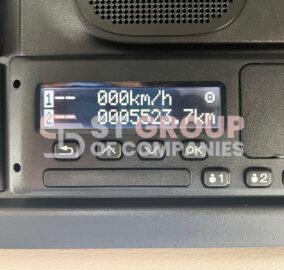 1 -- 000km/h
2 -- 0005523.7km
ST GROUP
OF COMPANIES
OK
1 2